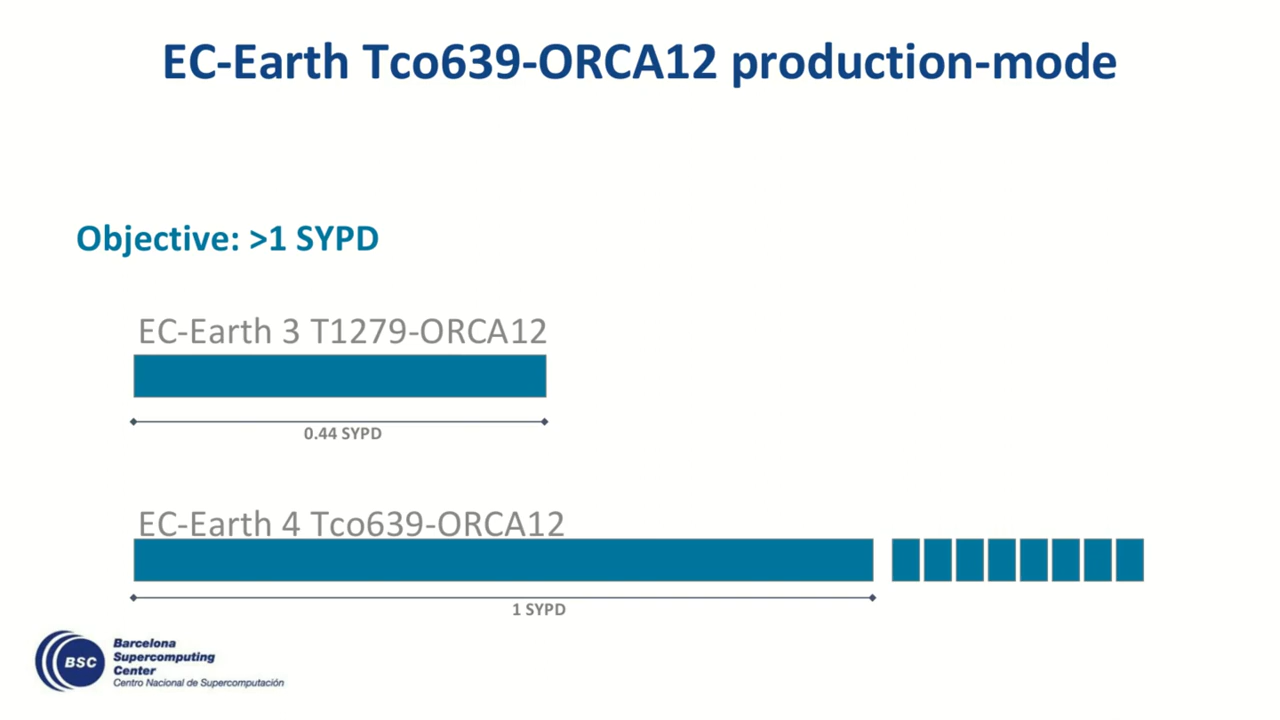 EC-Earth Tco639-ORCA12 production-mode
Objective: >1 SYPD
EC-Earth 3 T1279-ORCA12
0.44 SYPD
EC-Earth 4 Tco639-ORCA12
1 SYPD
BSC
Barcelona
Supercomputing
Center
Centro Nacional de Supercomputación